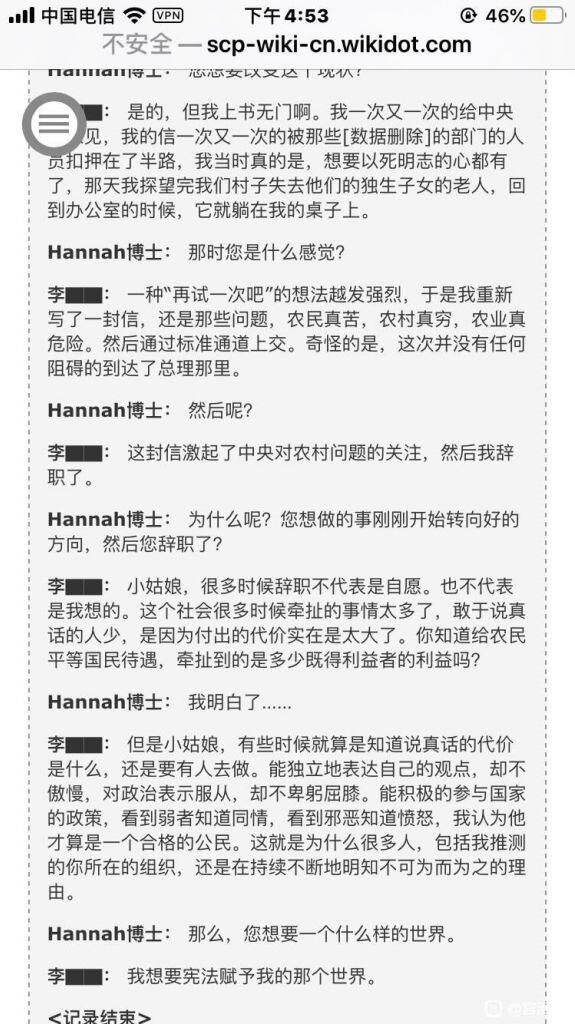 中国电信 VPN 下午4:53 46%
不安全 — scp-wiki-cn.wikidot.com
Hannah博士： 您想要改变这个现状？
██： 是的，但我上书无门啊。我一次又一次的给中央
见，我的信一次又一次的被那些[数据删除]的部门的人
员扣押在了半路，我当时真的是，想要以死明志的心都有
了，那天我探望完我们村子失去他们的独生子女的老人，回
到办公室的时候，它就躺在我的桌子上。
Hannah博士： 那时您是什么感觉？
李██： 一种“再试一次吧”的想法越发强烈，于是我重新
写了一封信，还是那些问题，农民真苦，农村真穷，农业真
危险。然后通过标准通道上交。奇怪的是，这次并没有任何
阻碍的到达了总理那里。
Hannah博士： 然后呢？
李██： 这封信激起了中央对农村问题的关注，然后我辞
职了。
Hannah博士： 为什么呢？您想做的事刚刚开始转向好的
方向，然后您辞职了？
李██： 小姑娘，很多时候辞职不代表是自愿。也不代表
是我想的。这个社会很多时候牵扯的事情太多了，敢于说真
话的人少，是因为付出的代价实在是太大了。你知道给农民
平等国民待遇，牵扯到的是多少既得利益者的利益吗？
Hannah博士： 我明白了……
李██： 但是小姑娘，有些时候就算是知道说真话的代价
是什么，还是要有人去做。能独立地表达自己的观点，却不
傲慢，对政治表示服从，却不卑躬屈膝。能积极的参与国家
的政策，看到弱者知道同情，看到邪恶知道愤怒，我认为他
才算是一个合格的公民。这就是为什么很多人，包括我推测
的你所在的组织，还是在持续不断地明知不可为而为之的理
由。
Hannah博士： 那么，您想要一个什么样的世界。
李██： 我想要宪法赋予我的那个世界。
<记录结束>